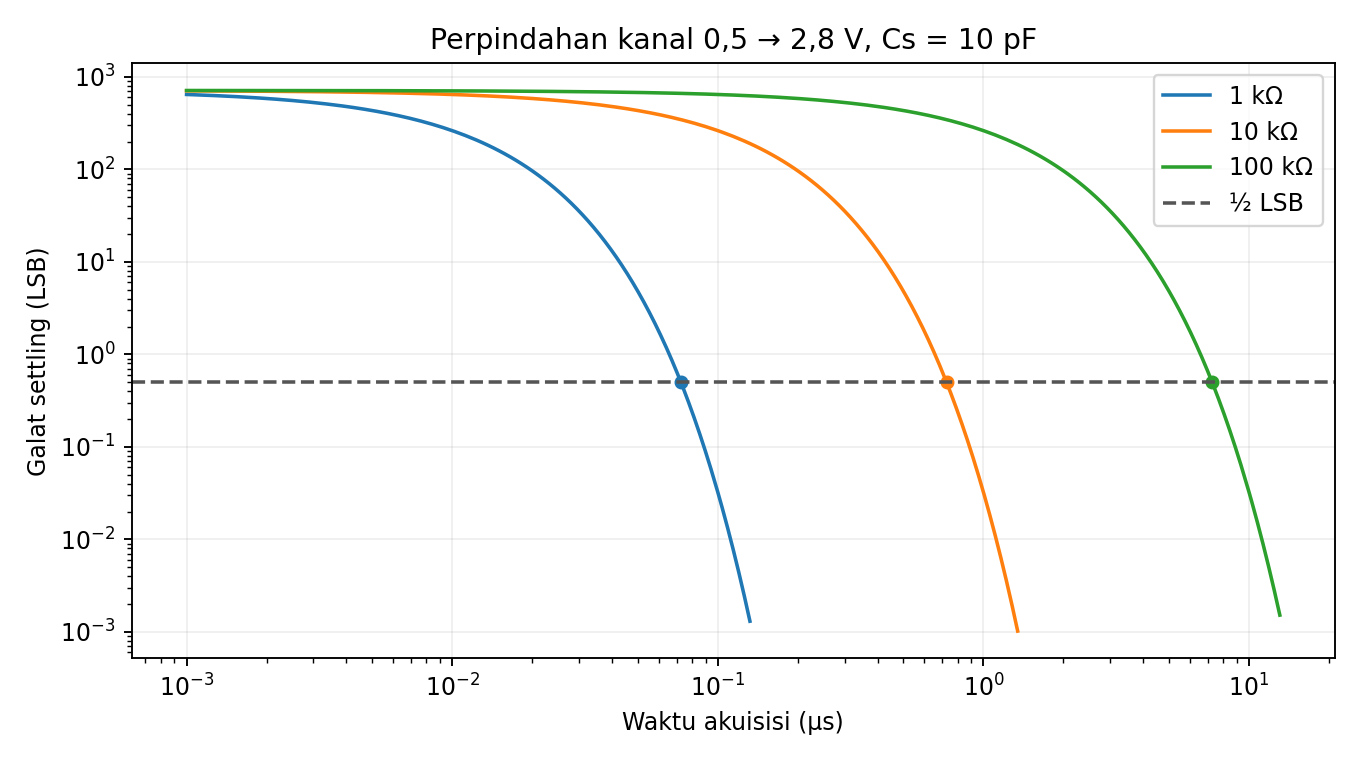 Perpindahan kanal 0,5 → 2,8 V, Cs = 10 pF
10³
10²
10¹
10⁰
10⁻¹
10⁻²
10⁻³
Galat settling (LSB)
1 kΩ
10 kΩ
100 kΩ
½ LSB
10⁻³ 10⁻² 10⁻¹ 10⁰ 10¹
Waktu akuisisi (µs)